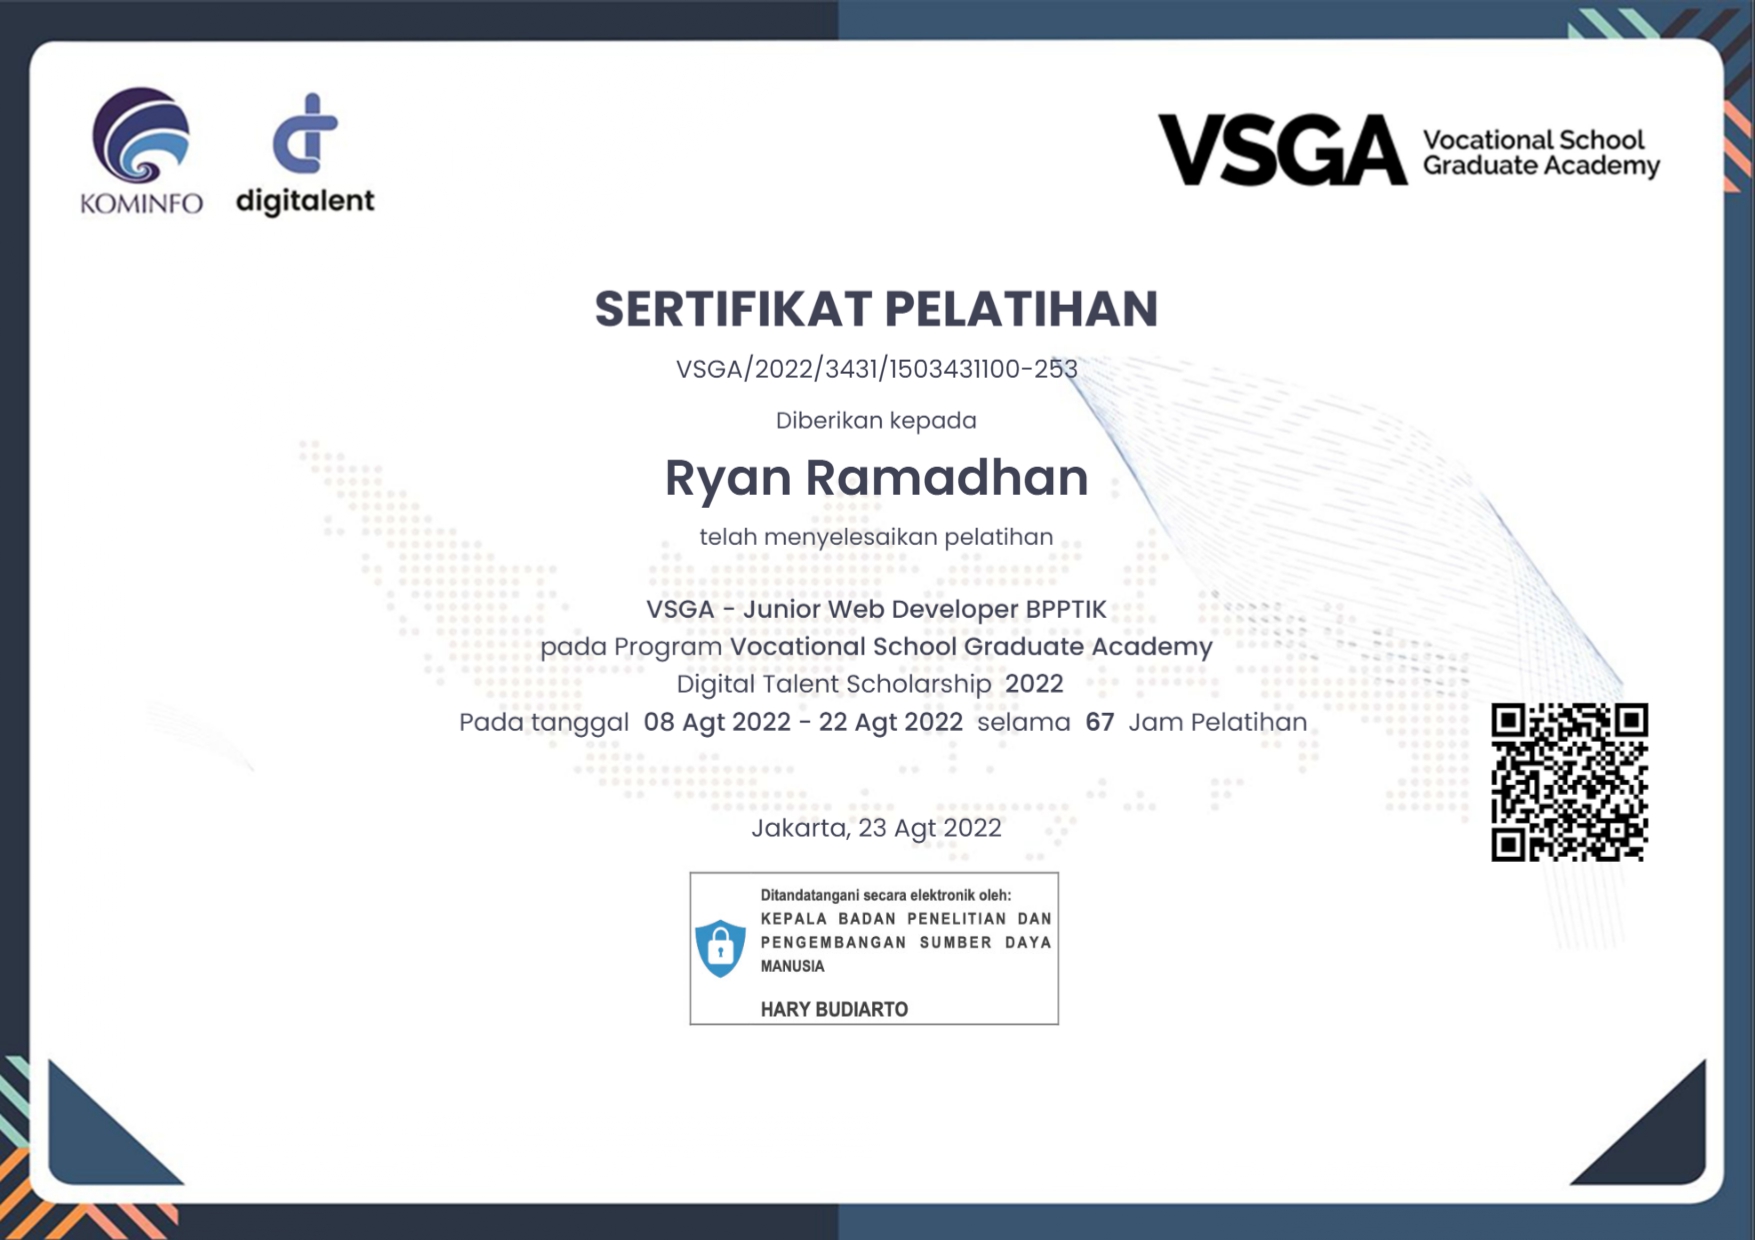 KOMINFO
digitalent
VSGA
Vocational School
Graduate Academy
SERTIFIKAT PELATIHAN
VSGA/2022/3431/1503431100-253
Diberikan kepada
Ryan Ramadhan
telah menyelesaikan pelatihan
VSGA - Junior Web Developer BPPTIK
pada Program Vocational School Graduate Academy
Digital Talent Scholarship 2022
Pada tanggal 08 Agt 2022 - 22 Agt 2022 selama 67 Jam Pelatihan
Jakarta, 23 Agt 2022
Ditandatangani secara elektronik oleh:
KEPALA BADAN PENELITIAN DAN
PENGEMBANGAN SUMBER DAYA
MANUSIA
HARY BUDIARTO